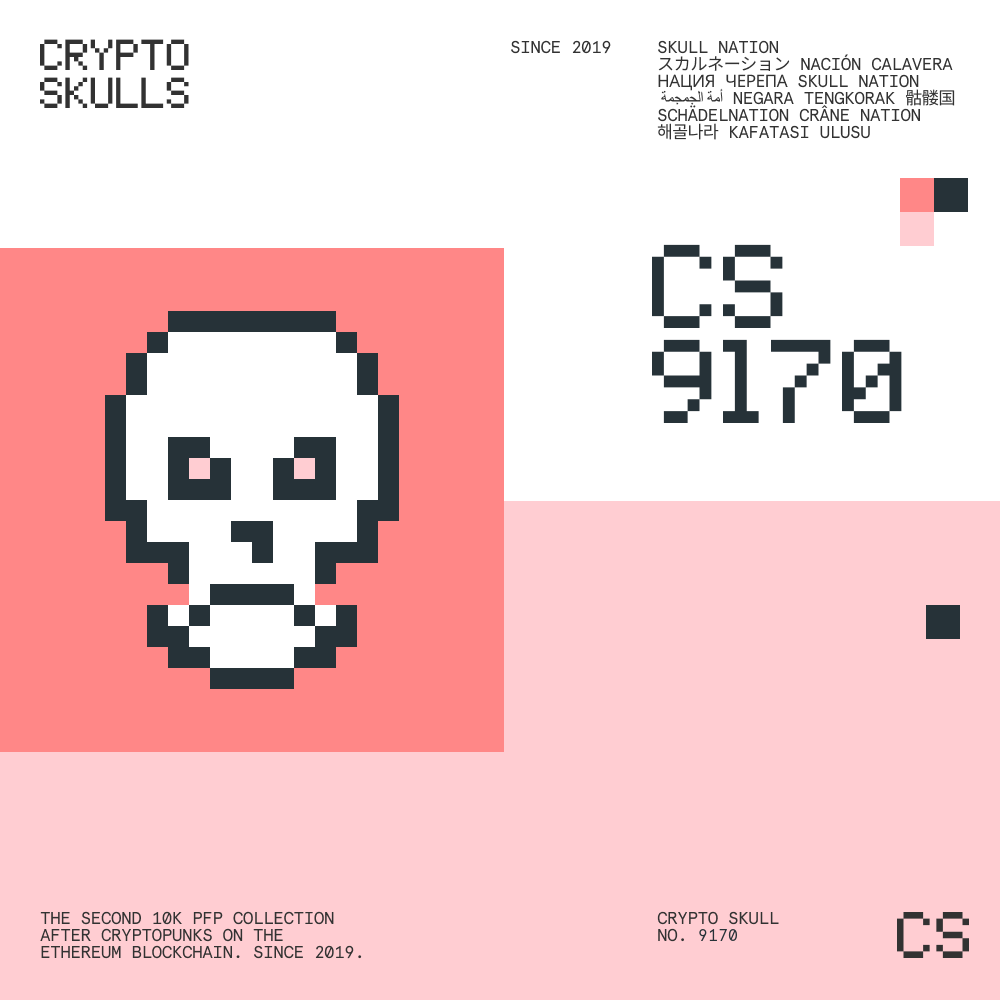 CRYPTO
SKULLS
SINCE 2019
SKULL NATION
スカルネーション NACIÓN CALAVERA
НАЦИЯ ЧЕРЕПА SKULL NATION
أمة الجمجمة NEGARA TENGKORAK 骷髅国
SCHÄDELNATION CRÂNE NATION
해골나라 KAFATASI ULUSU
CS
9170
THE SECOND 10K PFP COLLECTION
AFTER CRYPTOPUNKS ON THE
ETHEREUM BLOCKCHAIN. SINCE 2019.
CRYPTO SKULL
NO. 9170
CS